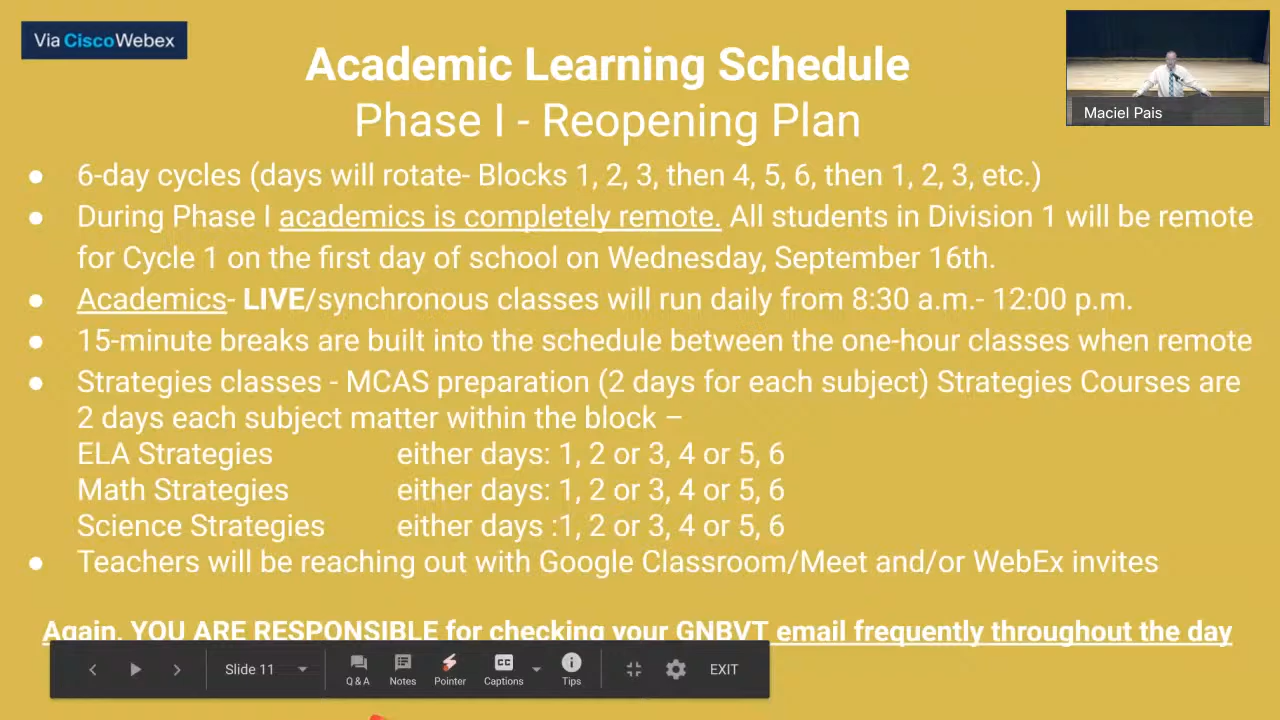 Via CiscoWebex
Academic Learning Schedule
Phase I - Reopening Plan
Maciel Pais
● 6-day cycles (days will rotate- Blocks 1, 2, 3, then 4, 5, 6, then 1, 2, 3, etc.)
● During Phase I academics is completely remote. All students in Division 1 will be remote
for Cycle 1 on the first day of school on Wednesday, September 16th.
● Academics- LIVE/synchronous classes will run daily from 8:30 a.m.- 12:00 p.m.
● 15-minute breaks are built into the schedule between the one-hour classes when remote
● Strategies classes - MCAS preparation (2 days for each subject) Strategies Courses are
2 days each subject matter within the block –
ELA Strategies either days: 1, 2 or 3, 4 or 5, 6
Math Strategies either days: 1, 2 or 3, 4 or 5, 6
Science Strategies either days :1, 2 or 3, 4 or 5, 6
● Teachers will be reaching out with Google Classroom/Meet and/or WebEx invites
Again, YOU ARE RESPONSIBLE for checking your GNBVT email frequently throughout the day
Slide 11
Q & A Notes Pointer CC Captions Tips EXIT